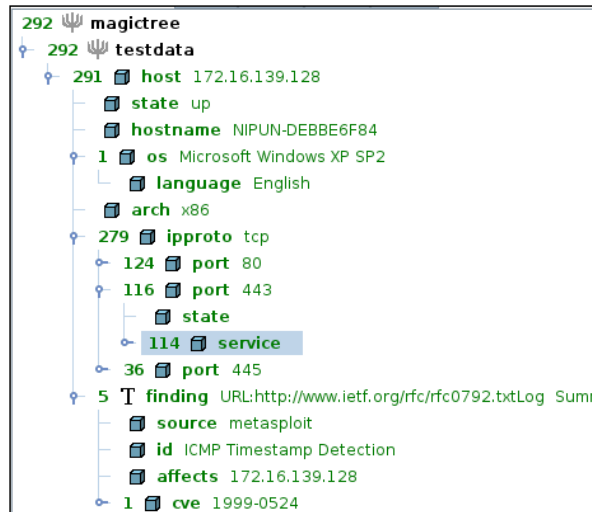 292 magictree
292 testdata
291 host 172.16.139.128
state up
hostname NIPUN-DEBBE6F84
1 os Microsoft Windows XP SP2
language English
arch x86
279 ipproto tcp
124 port 80
116 port 443
state
114 service
36 port 445
5 T finding URL:http://www.ietf.org/rfc/rfc0792.txtLog Sum
source metasploit
id ICMP Timestamp Detection
affects 172.16.139.128
1 cve 1999-0524